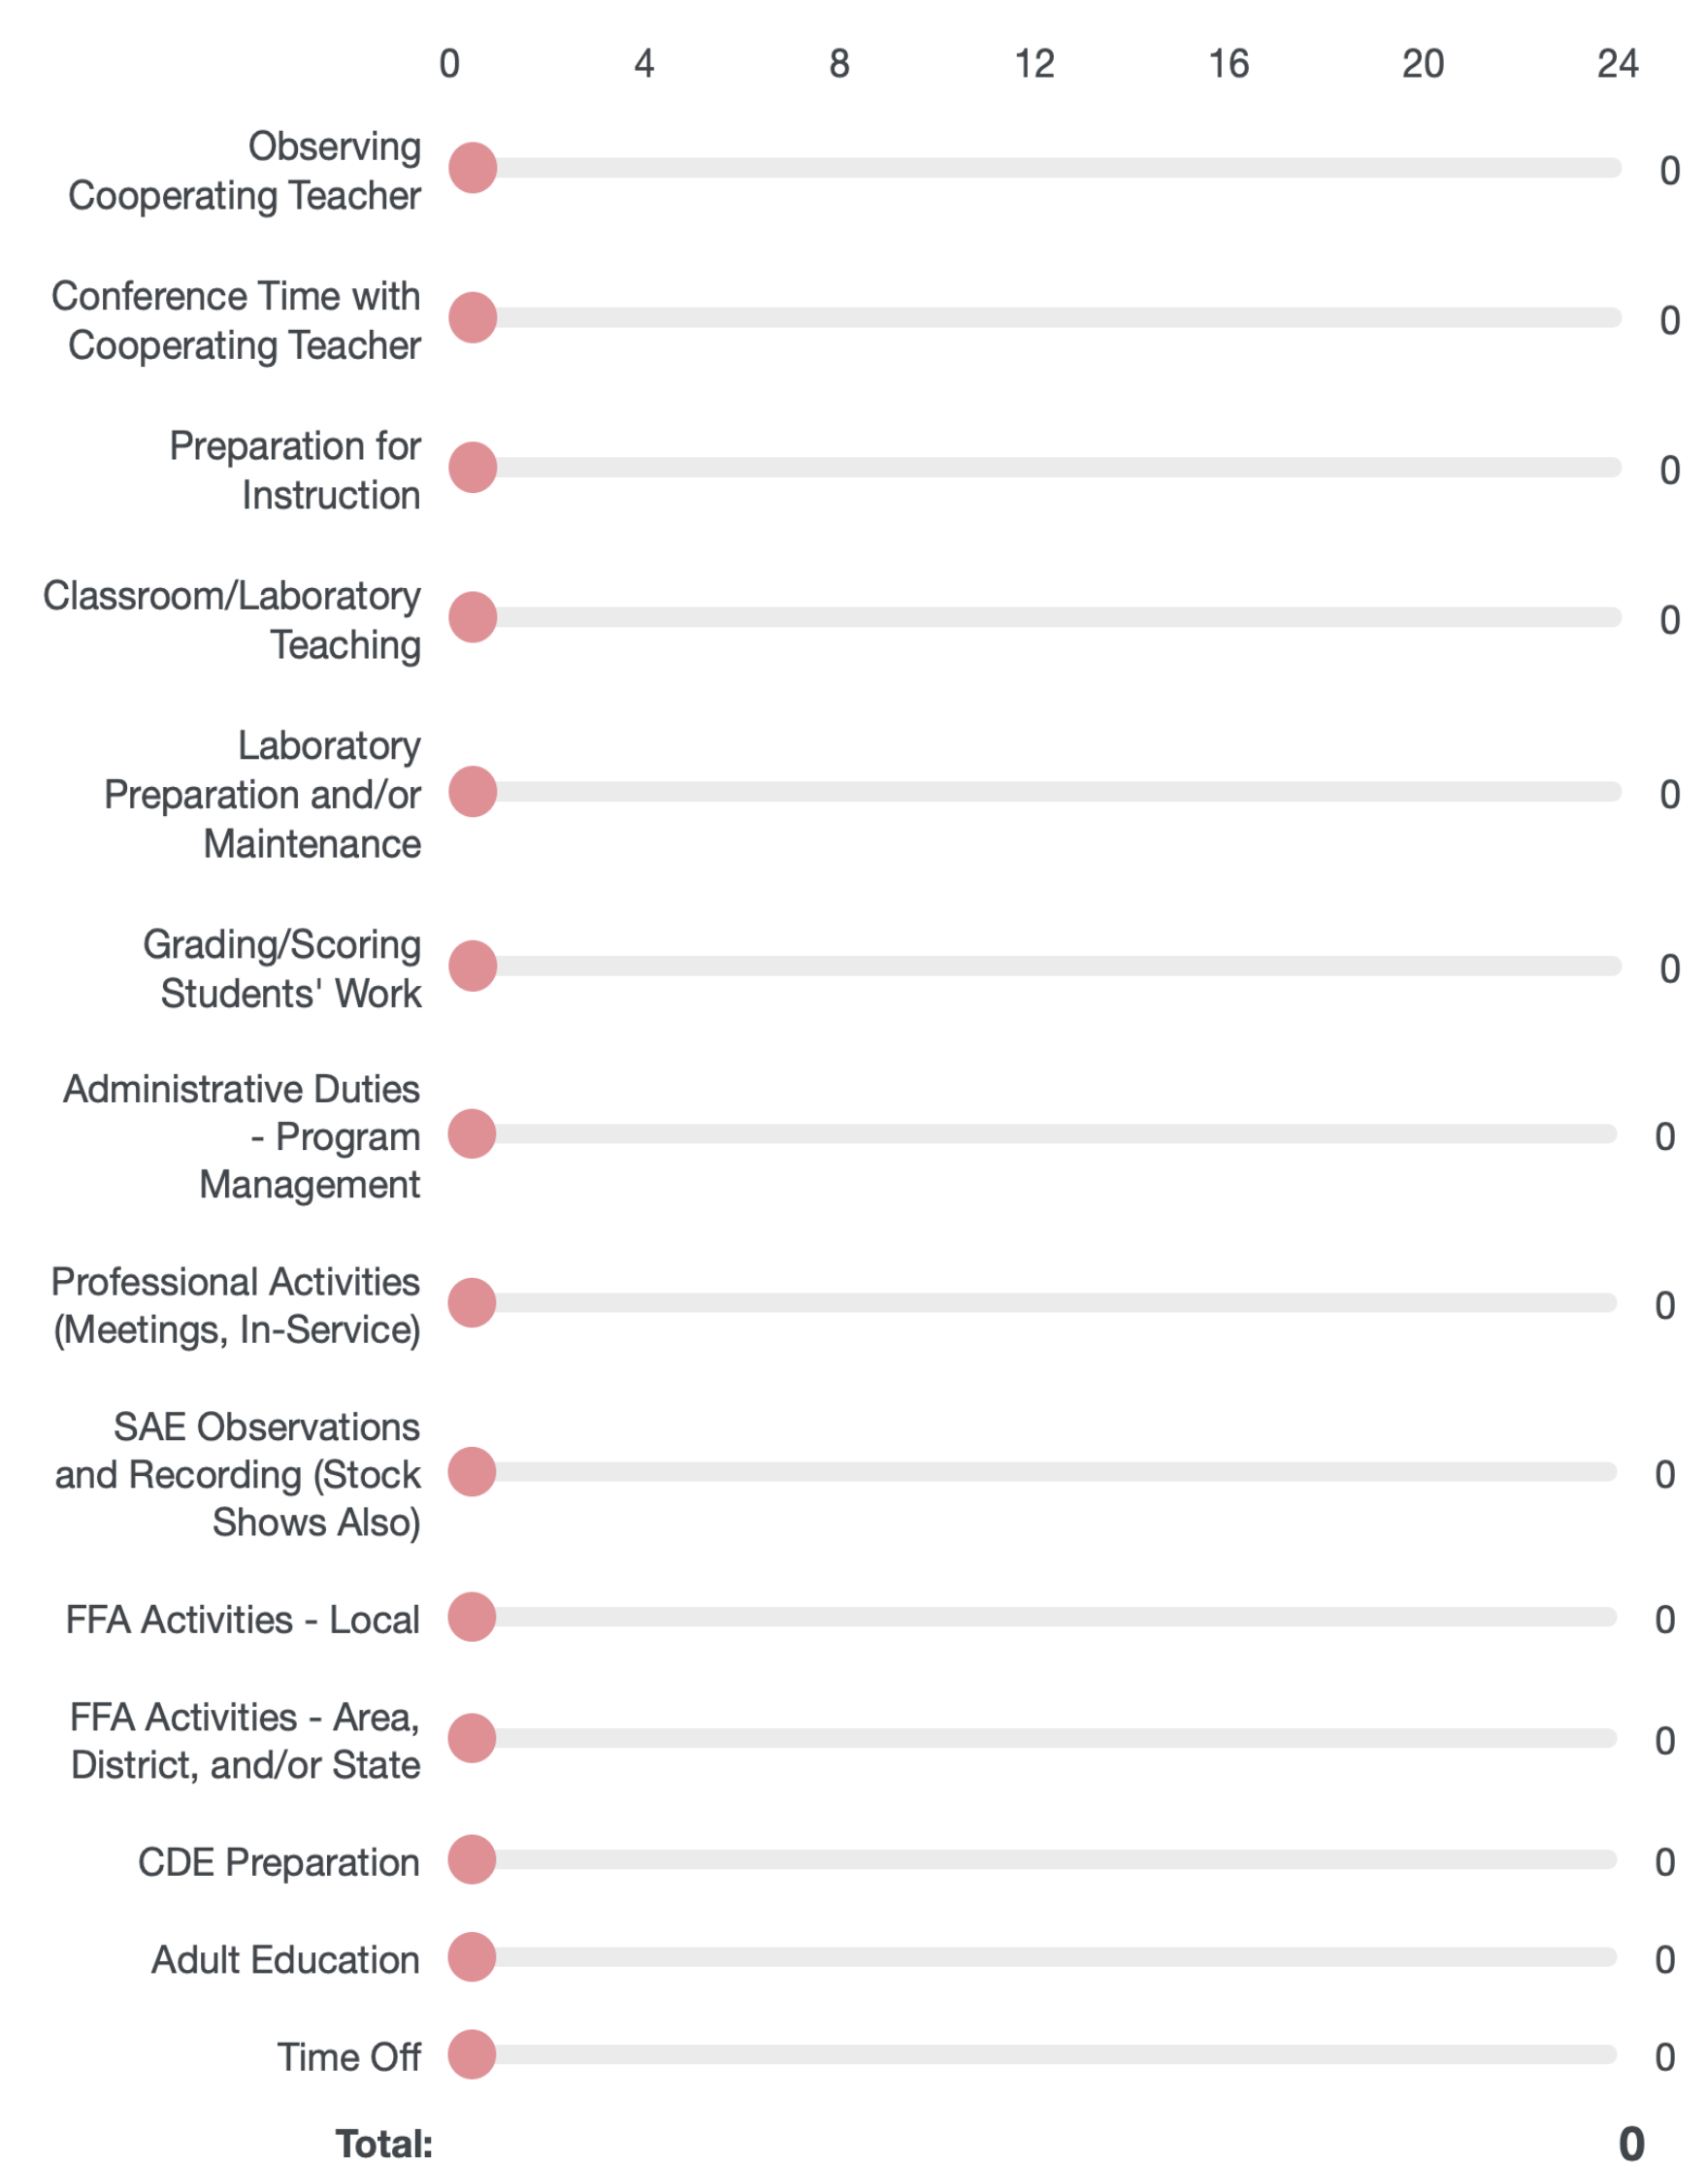 0 4 8 12 16 20 24
Observing
Cooperating Teacher
0
Conference Time with
Cooperating Teacher
0
Preparation for
Instruction
0
Classroom/Laboratory
Teaching
0
Laboratory
Preparation and/or
Maintenance
0
Grading/Scoring
Students' Work
0
Administrative Duties
- Program
Management
0
Professional Activities
(Meetings, In-Service)
0
SAE Observations
and Recording (Stock
Shows Also)
0
FFA Activities - Local
0
FFA Activities - Area,
District, and/or State
0
CDE Preparation
0
Adult Education
0
Time Off
0
Total: 0